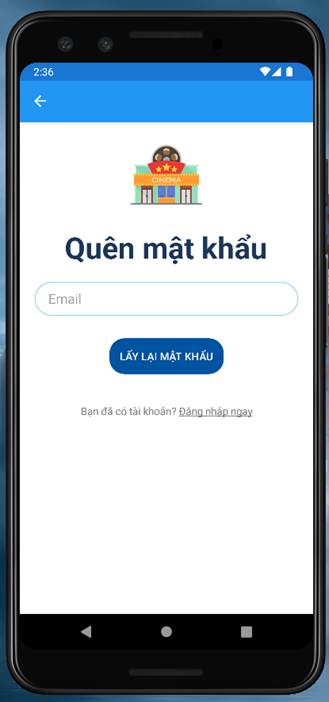 2:36
CINEMA
Quên mật khẩu
Email
LẤY LẠI MẬT KHẨU
Bạn đã có tài khoản? Đăng nhập ngay